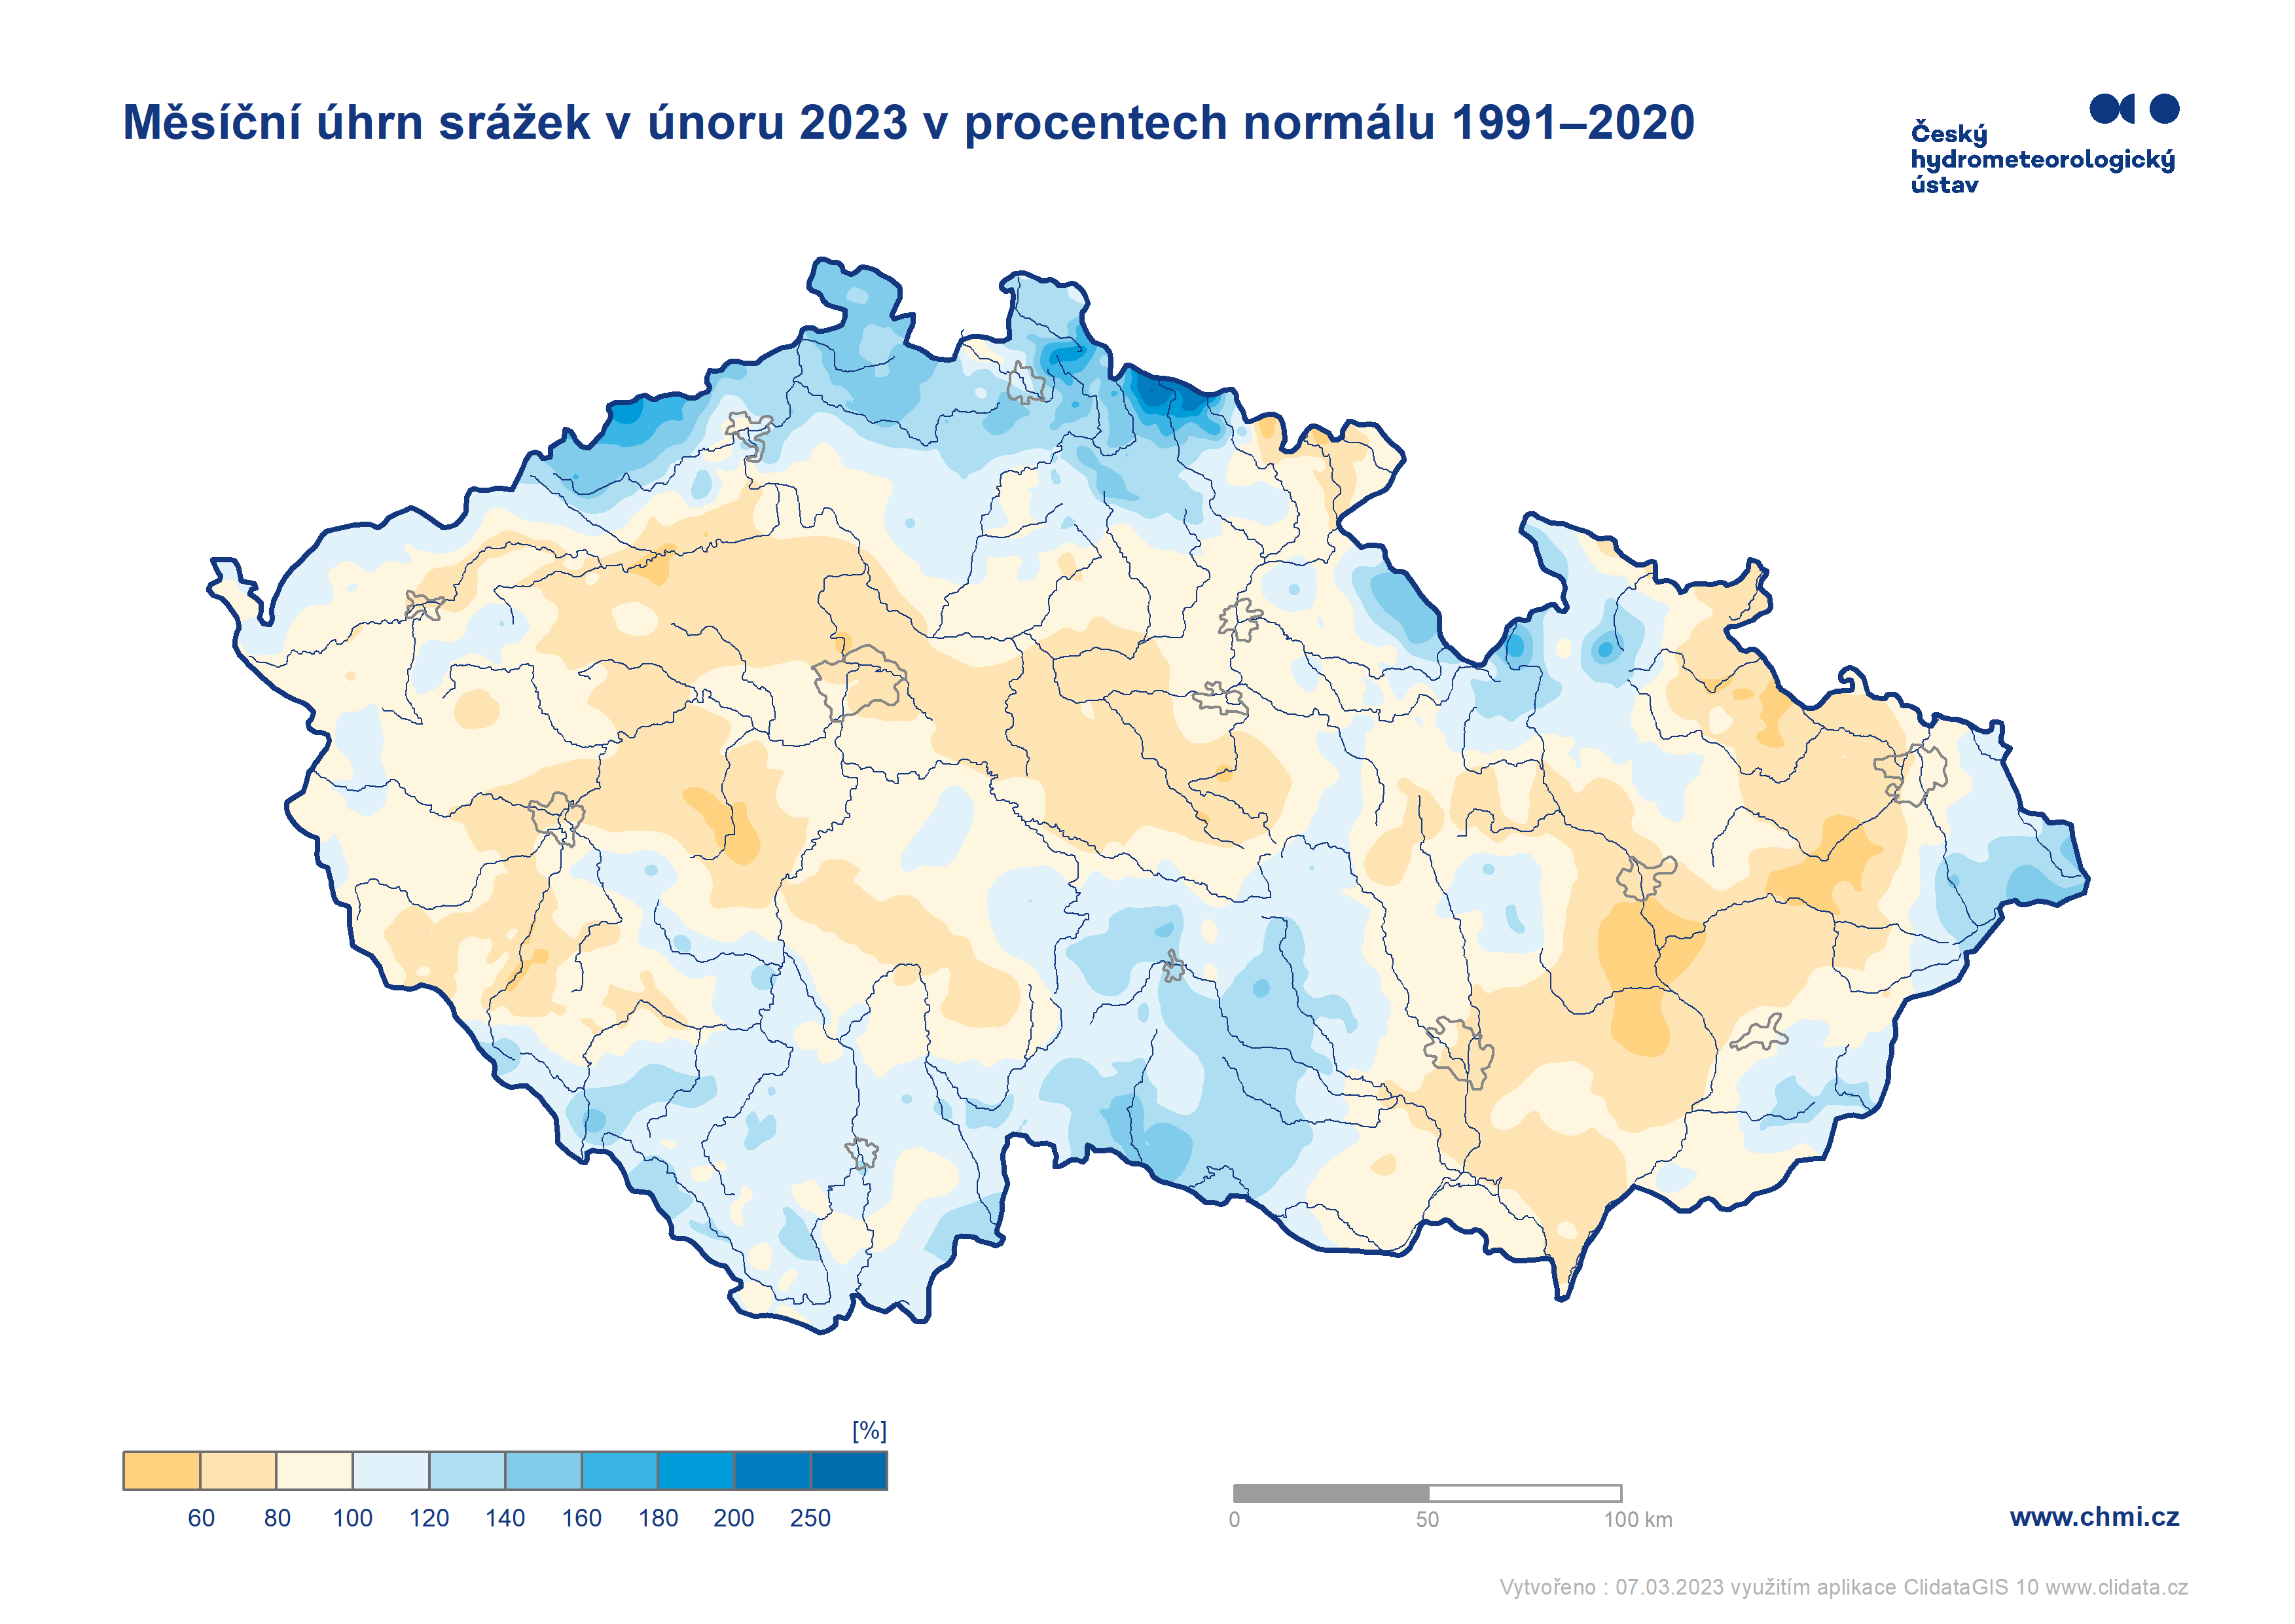 Měsíční úhrn srážek v únoru 2023 v procentech normálu 1991–2020
Český
hydrometeorologický
ústav
[%]
60 80 100 120 140 160 180 200 250
0 50 100 km
www.chmi.cz
Vytvořeno : 07.03.2023 využitím aplikace ClidataGIS 10 www.clidata.cz